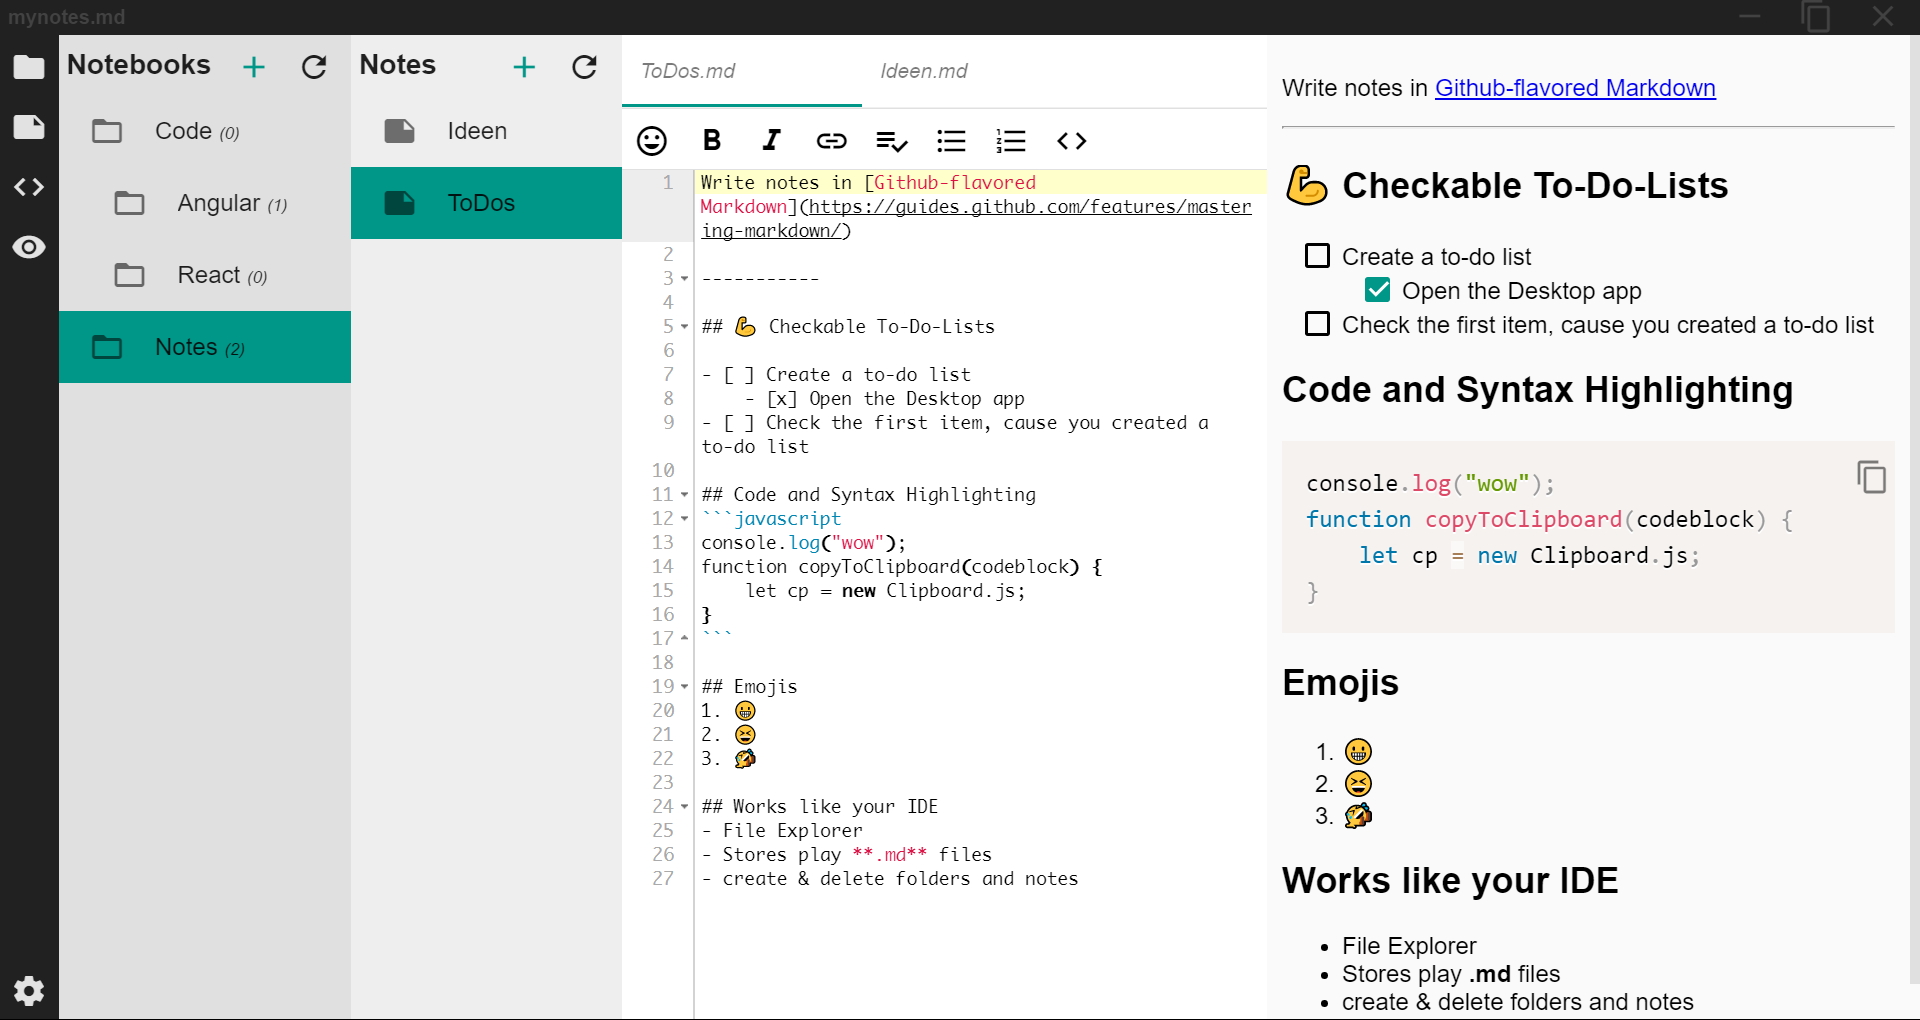 mynotes.md
Notebooks
Code (0)
Angular (1)
React (0)
Notes (2)
Notes
Ideen
ToDos
ToDos.md
Ideen.md
1 Write notes in [Github-flavored
Markdown](https://guides.github.com/features/master
ing-markdown/)
2
3 -----------
4
5 ## 💪 Checkable To-Do-Lists
6
7 - [ ] Create a to-do list
8     - [x] Open the Desktop app
9 - [ ] Check the first item, cause you created a
to-do list
10
11 ## Code and Syntax Highlighting
12 ```javascript
13 console.log("wow");
14 function copyToClipboard(codeblock) {
15     let cp = new Clipboard.js;
16 }
17 ```
18
19 ## Emojis
20 1. 😀
21 2. 😆
22 3. 🤣
23
24 ## Works like your IDE
25 - File Explorer
26 - Stores play **.md** files
27 - create & delete folders and notes
Write notes in Github-flavored Markdown
💪 Checkable To-Do-Lists
Create a to-do list
Open the Desktop app
Check the first item, cause you created a to-do list
Code and Syntax Highlighting
console.log("wow");
function copyToClipboard(codeblock) {
    let cp = new Clipboard.js;
}
Emojis
1. 😀
2. 😆
3. 🤣
Works like your IDE
• File Explorer
• Stores play .md files
• create & delete folders and notes